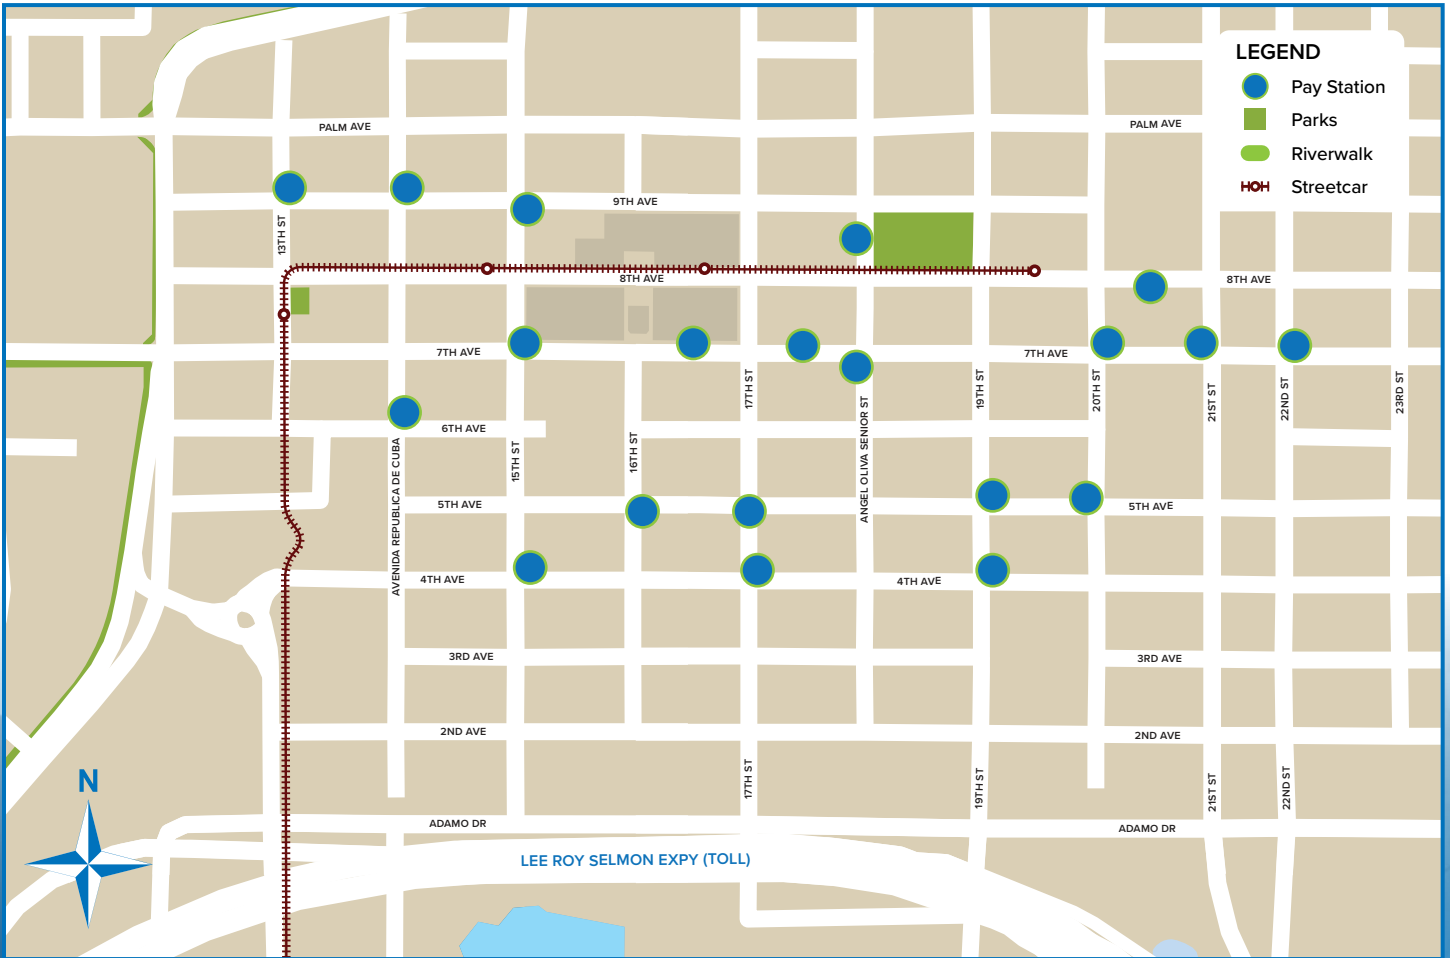 LEGEND
Pay Station
Parks
Riverwalk
Streetcar
PALM AVE
PALM AVE
9TH AVE
13TH ST
8TH AVE
8TH AVE
7TH AVE
7TH AVE
17TH ST
19TH ST
20TH ST
21ST ST
22ND ST
23RD ST
6TH AVE
AVENIDA REPUBLICA DE CUBA
15TH ST
16TH ST
ANGEL OLIVA SENIOR ST
5TH AVE
5TH AVE
4TH AVE
4TH AVE
3RD AVE
3RD AVE
2ND AVE
2ND AVE
17TH ST
19TH ST
21ST ST
22ND ST
N
ADAMO DR
ADAMO DR
LEE ROY SELMON EXPY (TOLL)